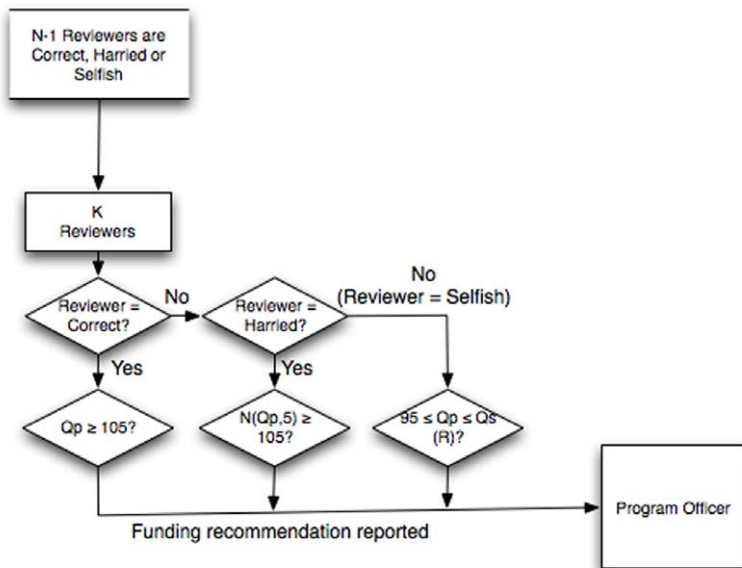 N-1 Reviewers are
Correct, Harried or
Selfish
K
Reviewers
Reviewer =
Correct?
No
Reviewer =
Harried?
No
(Reviewer = Selfish)
Yes
Yes
Qp ≥ 105?
N(Qp,5) ≥
105?
95 ≤ Qp ≤ Qs
(R)?
Program Officer
Funding recommendation reported